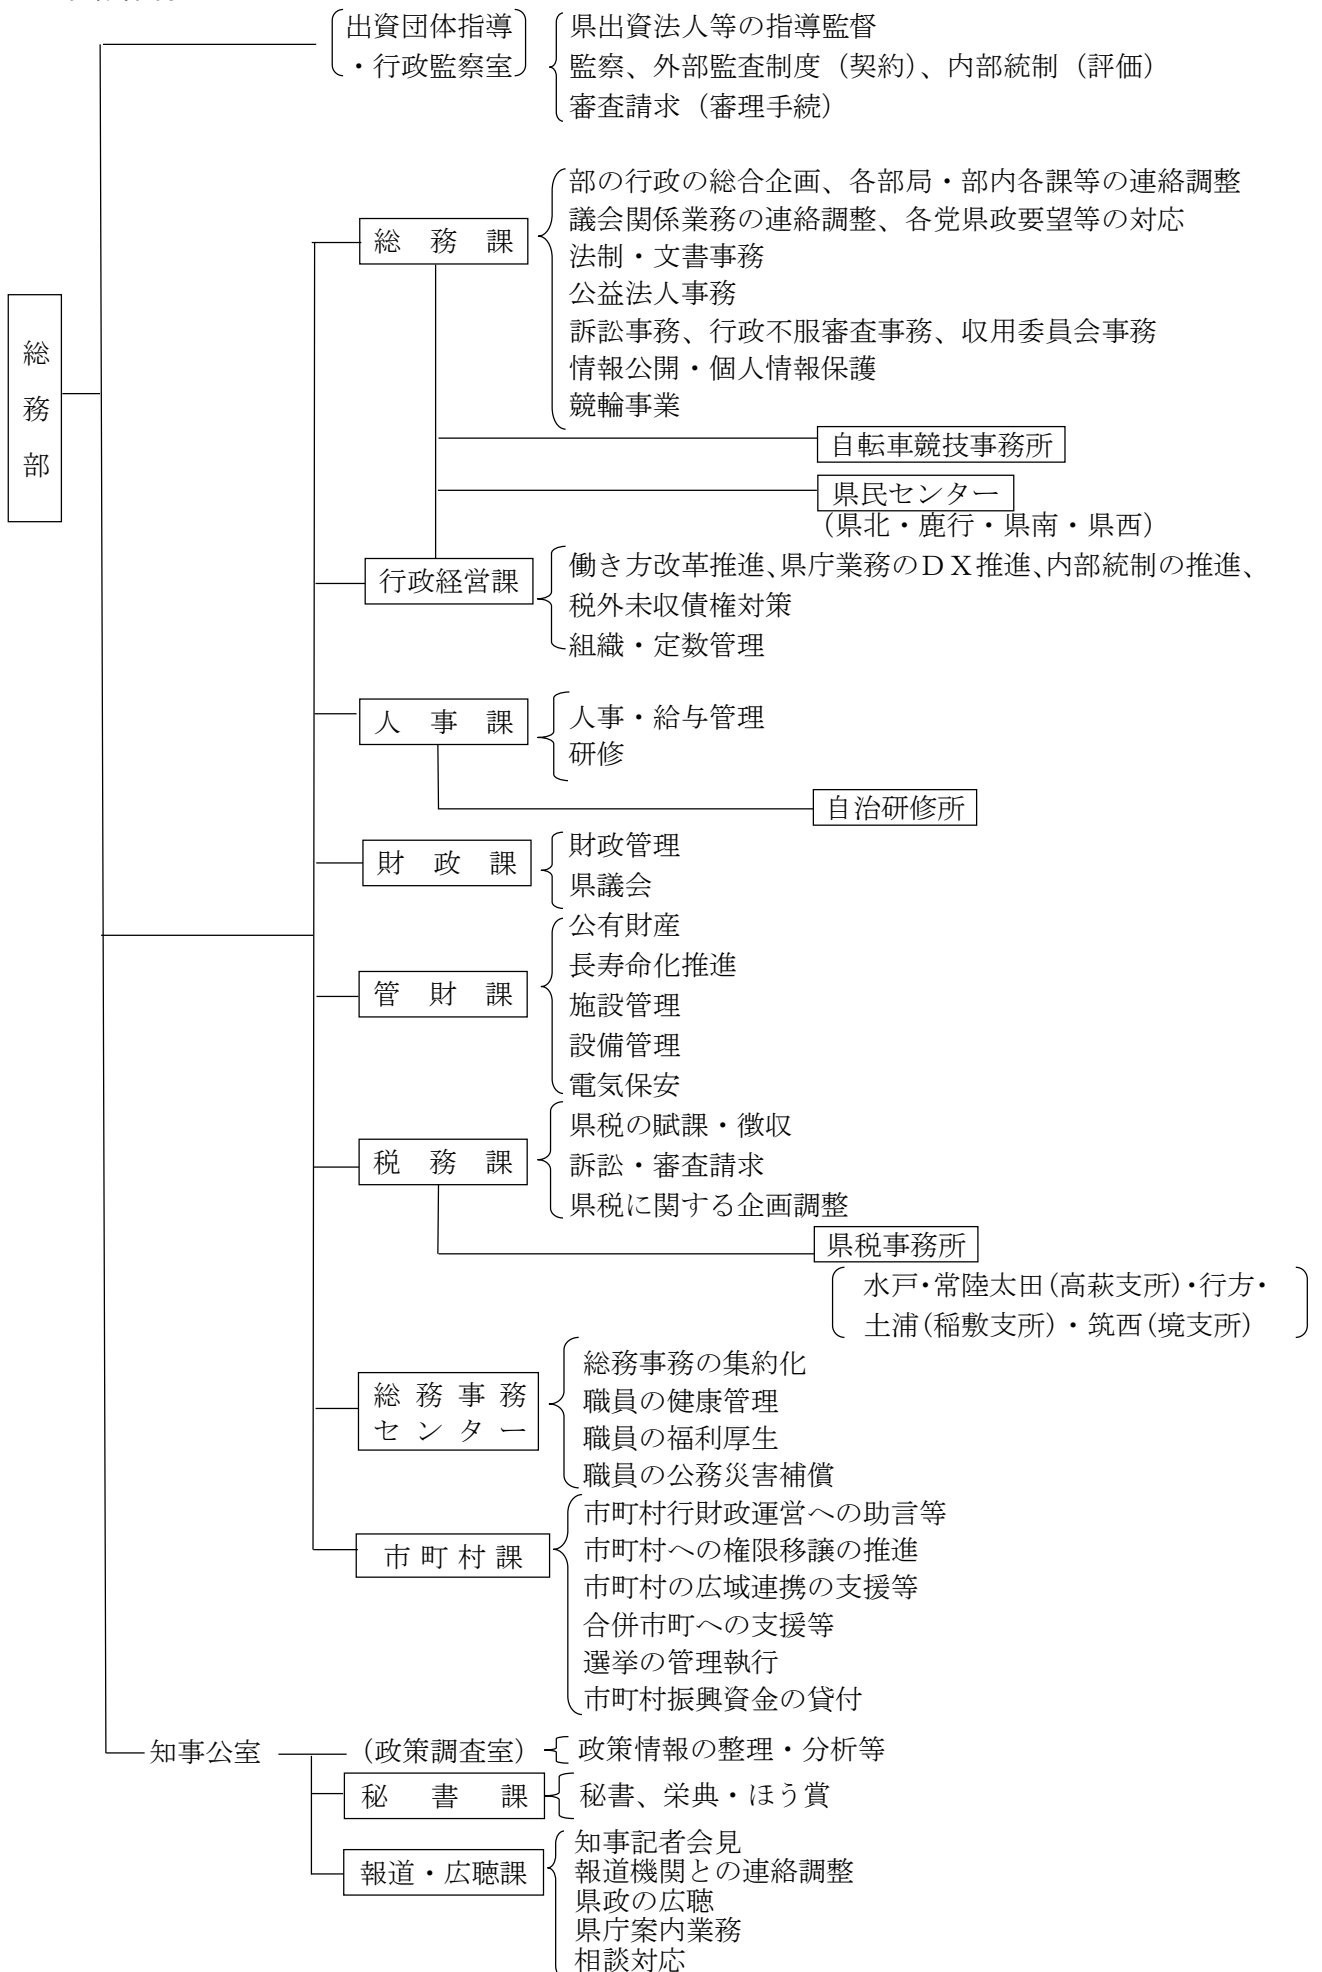 出資団体指導
・行政監察室
県出資法人等の指導監督
監察、外部監査制度（契約）、内部統制（評価）
審査請求（審理手続）
総務部
総務課
部の行政の総合企画、各部局・部内各課等の連絡調整
議会関係業務の連絡調整、各党県政要望等の対応
法制・文書事務
公益法人事務
訴訟事務、行政不服審査事務、収用委員会事務
情報公開・個人情報保護
競輪事業
自転車競技事務所
県民センター
（県北・鹿行・県南・県西）
行政経営課
働き方改革推進、県庁業務のＤＸ推進、内部統制の推進、
税外未収債権対策
組織・定数管理
人事課
人事・給与管理
研修
自治研修所
財政課
財政管理
県議会
管財課
公有財産
長寿命化推進
施設管理
設備管理
電気保安
税務課
県税の賦課・徴収
訴訟・審査請求
県税に関する企画調整
県税事務所
水戸・常陸太田(高萩支所)・行方・
土浦(稲敷支所)・筑西(境支所)
総務事務
センター
総務事務の集約化
職員の健康管理
職員の福利厚生
職員の公務災害補償
市町村課
市町村行財政運営への助言等
市町村への権限移譲の推進
市町村の広域連携の支援等
合併市町への支援等
選挙の管理執行
市町村振興資金の貸付
知事公室
（政策調査室）
政策情報の整理・分析等
秘書課
秘書、栄典・ほう賞
報道・広聴課
知事記者会見
報道機関との連絡調整
県政の広聴
県庁案内業務
相談対応